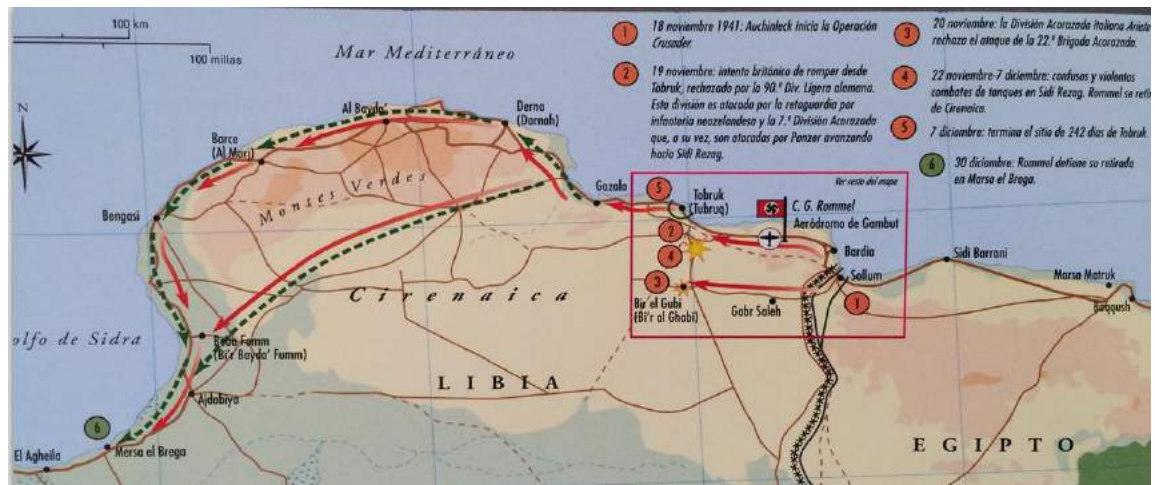 100 km
100 millas
Mar Mediterráneo
1
18 noviembre 1941: Auchinleck inicia la Operación
Crusader.
2
19 noviembre: intento británico de romper desde
Tobruk, rechazado por la 90.ª Div. Ligera alemana.
Esta división es atacada por la retaguardia por
infantería neozelandesa y la 7.ª División Acorazada
que, a su vez, son atacadas por Panzer avanzando
hacia Sidi Rezag.
3
20 noviembre: la División Acorazada italiana Ariete
rechaza el ataque de la 22.ª Brigada Acorazada.
4
22 noviembre-7 diciembre: confusos y violentos
combates de tanques en Sidi Rezag. Rommel se reti
de Cirenaica.
5
7 diciembre: termina el sitio de 242 días de Tobruk.
6
30 diciembre: Rommel detiene su retirada
en Marsa el Brega.
Ver resto del mapa
N
Al Bayda'
Derna
(Darnah)
Barce
(Al Marj)
Montes Verdes
Bengasi
Gazala
5
Tobruk
(Tubruq)
C. G. Rommel
Aeródromo de Gambut
2
4
3
Bir el Gubi
(Bi'r al Ghabi)
Gabr Saleh
Bardia
Sollum
1
Sidi Barrani
Marsa Matruk
Baqqush
Cirenaica
olfo de Sidra
Beda Fomm
(Bi'r Bayda' Fumm)
LIBIA
Ajdabiya
6
Mersa el Brega
El Agheila
EGIPTO